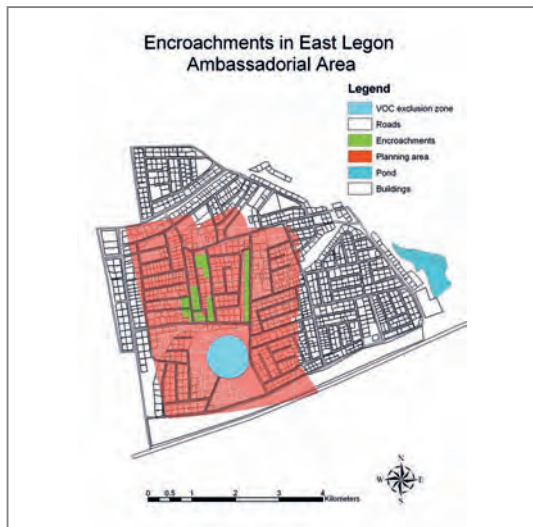 Encroachments in East Legon
Ambassadorial Area
Legend
VOC exclusion zone
Roads
Encroachments
Planning area
Pond
Buildings
N
W E
S
0 0.5 1 2 3 4
Kilometers